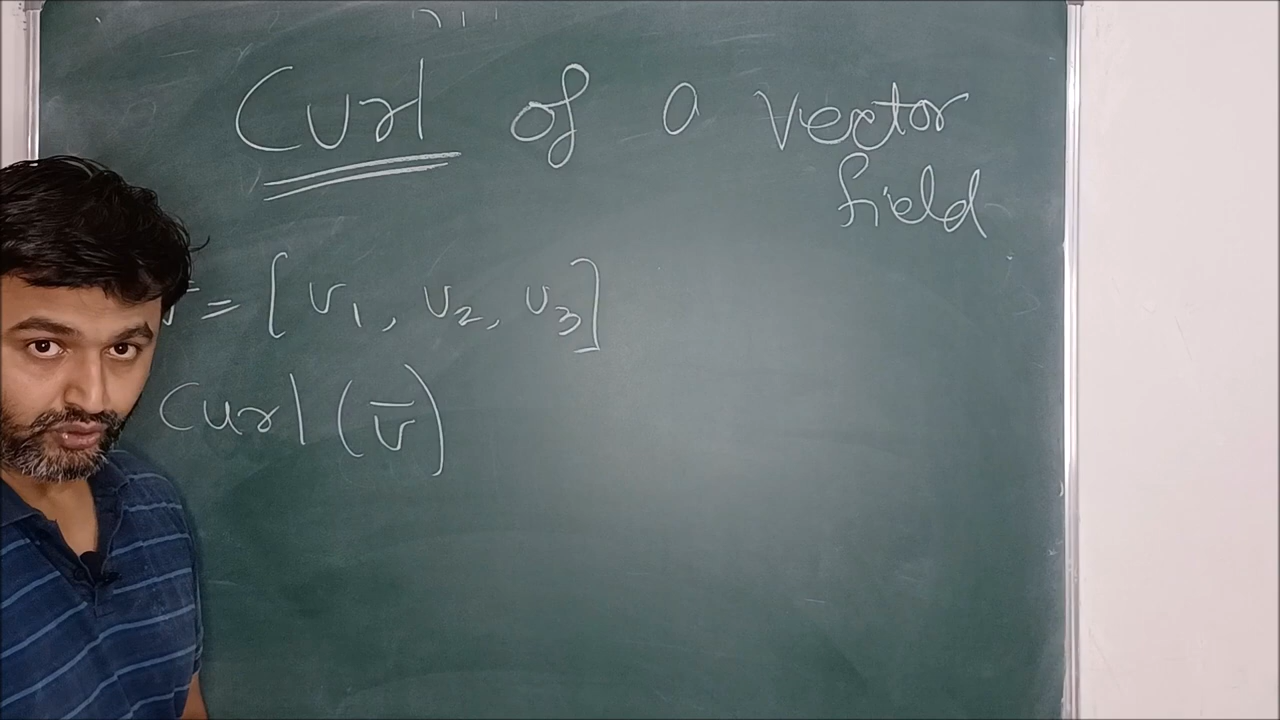 Curl of a vector
field
v = [v1, v2, v3]
Curl (v̅)